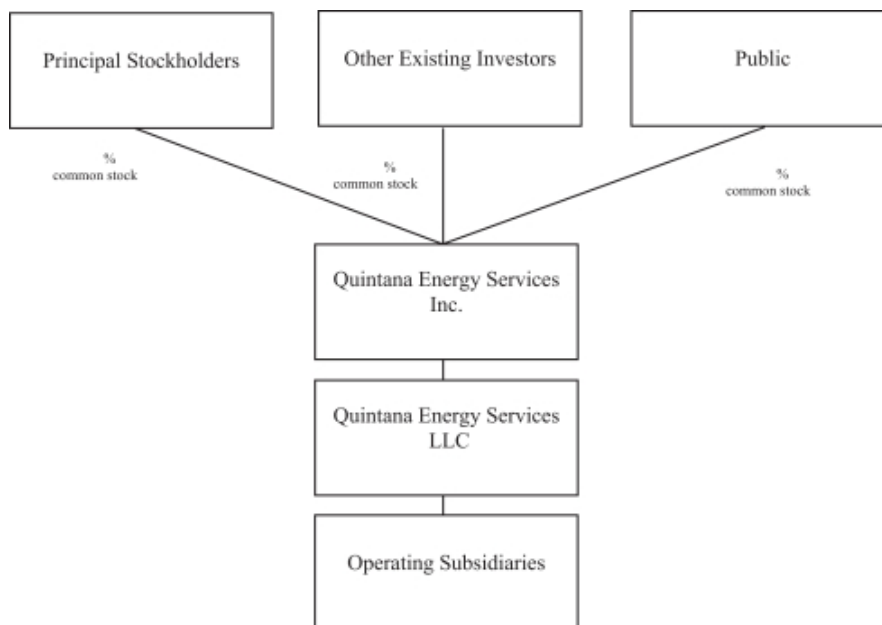 Principal Stockholders
Other Existing Investors
Public
%
common stock
%
common stock
%
common stock
Quintana Energy Services
Inc.
Quintana Energy Services
LLC
Operating Subsidiaries